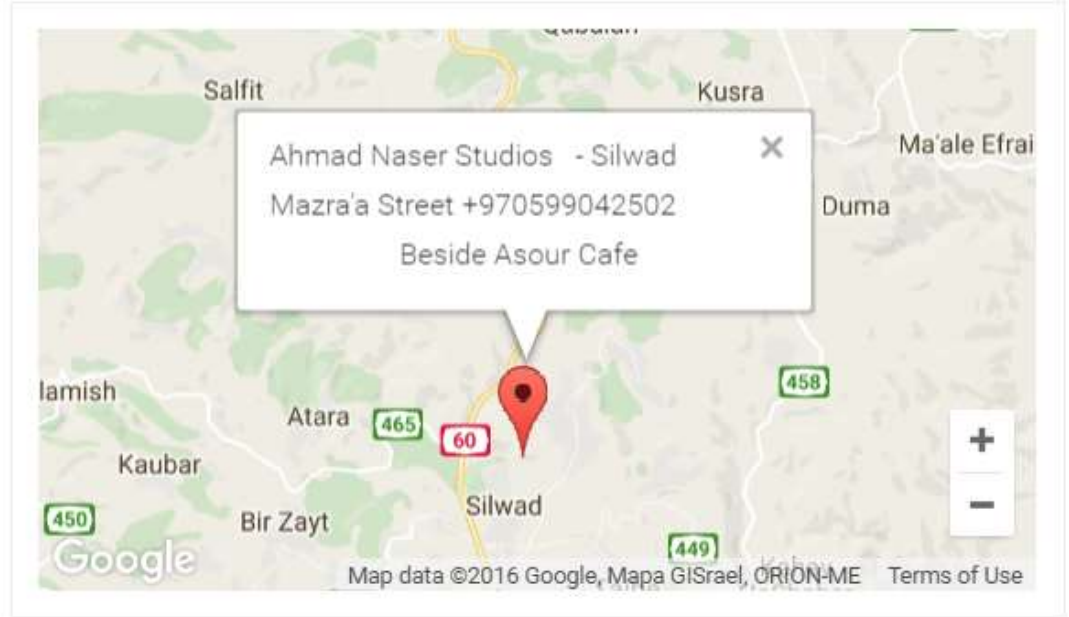 Salfit
Kusra
Ahmad Naser Studios - Silwad
Mazra'a Street +970599042502
Beside Asour Cafe
×
Ma'ale Efrai
Duma
lamish
Atara
465
60
458
+
Kaubar
−
450
Bir Zayt
Silwad
449
Google
Map data ©2016 Google, Mapa GISrael, ORION-ME Terms of Use